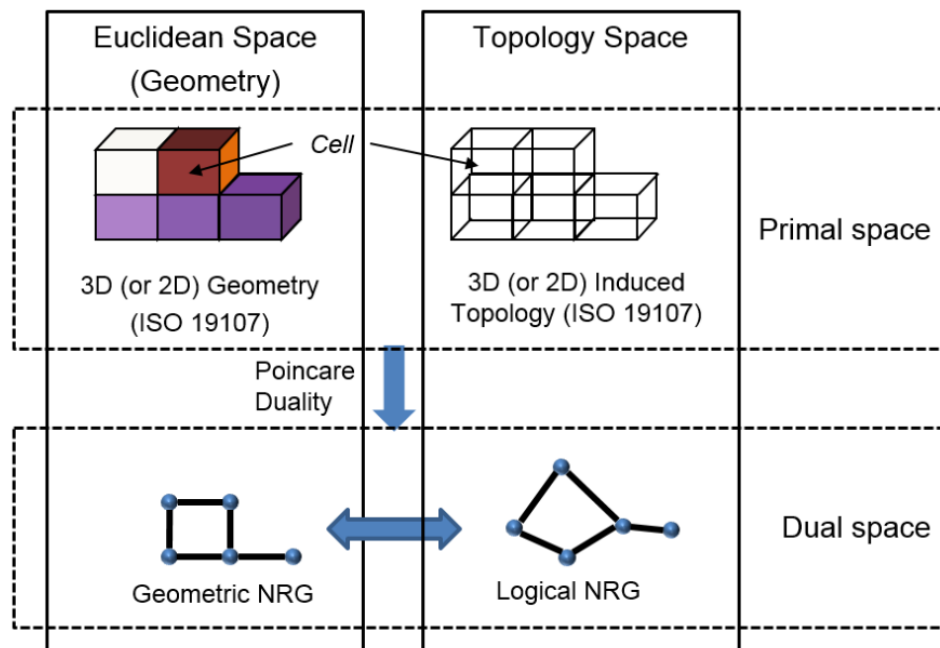 Euclidean Space
(Geometry)
Topology Space
Cell
3D (or 2D) Geometry
(ISO 19107)
3D (or 2D) Induced
Topology (ISO 19107)
Primal space
Poincare
Duality
Geometric NRG
Logical NRG
Dual space